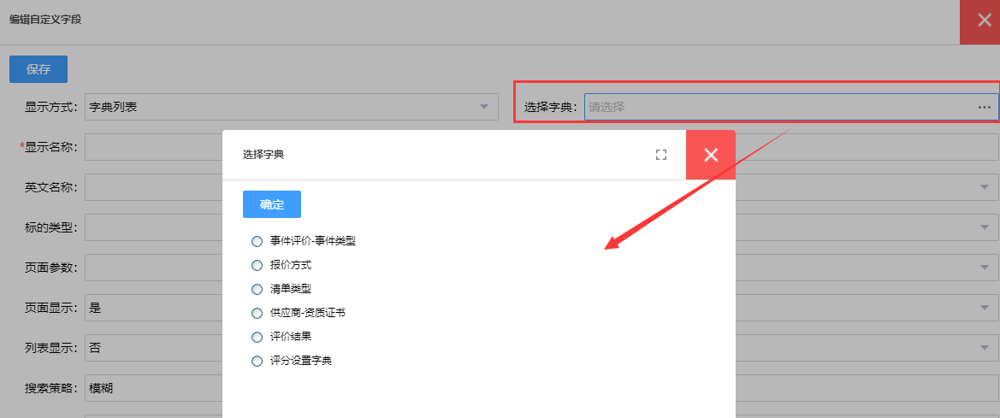 编辑自定义字段
保存
显示方式： 字典列表 选择字典： 请选择
*显示名称：
英文名称：
标的类型：
页面参数：
页面显示： 是
列表显示： 否
搜索策略： 模糊
选择字典
确定
事件评价-事件类型
报价方式
清单类型
供应商-资质证书
评价结果
评分设置字典